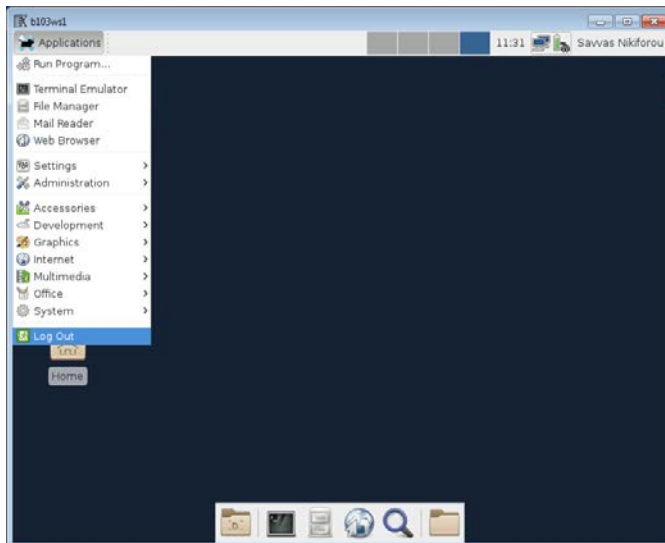 b103ws1
Applications
11:31
Savvas Nikiforou
Run Program...
Terminal Emulator
File Manager
Mail Reader
Web Browser
Settings
Administration
Accessories
Development
Graphics
Internet
Multimedia
Office
System
Log Out
Home